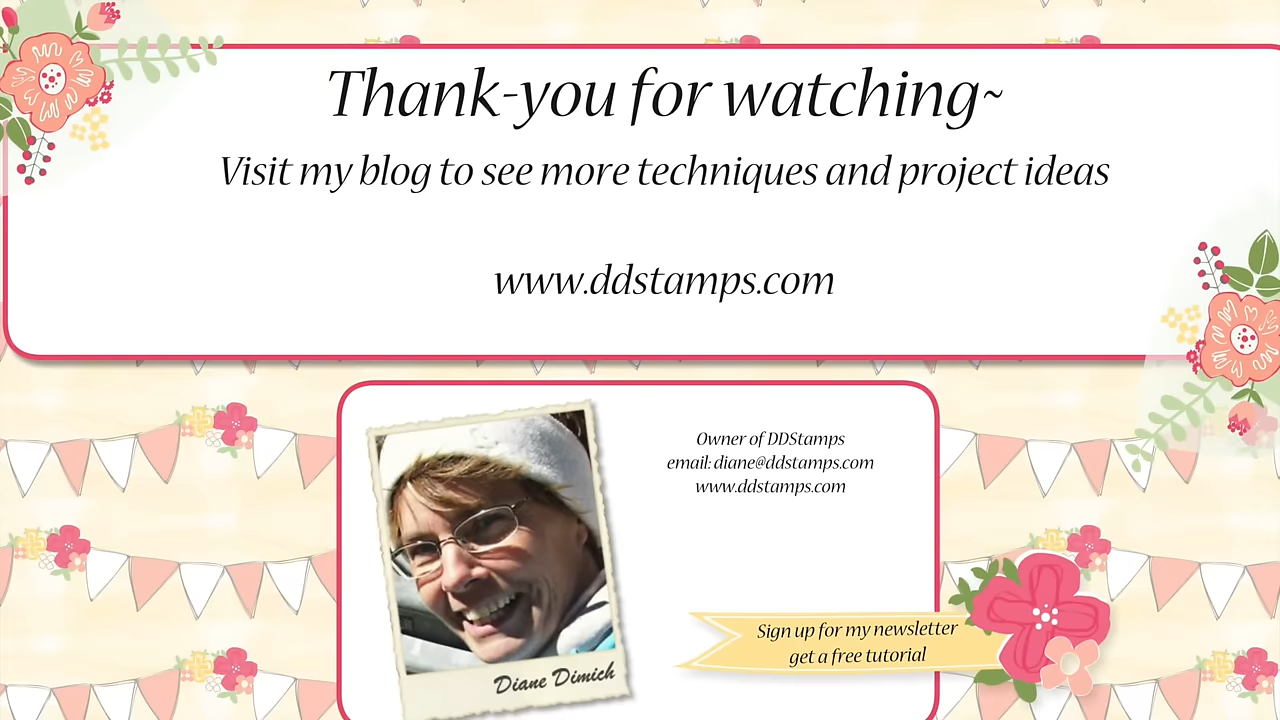 Thank-you for watching~
Visit my blog to see more techniques and project ideas
www.ddstamps.com
Owner of DDStamps
email: diane@ddstamps.com
www.ddstamps.com
Sign up for my newsletter
get a free tutorial
Diane Dimich